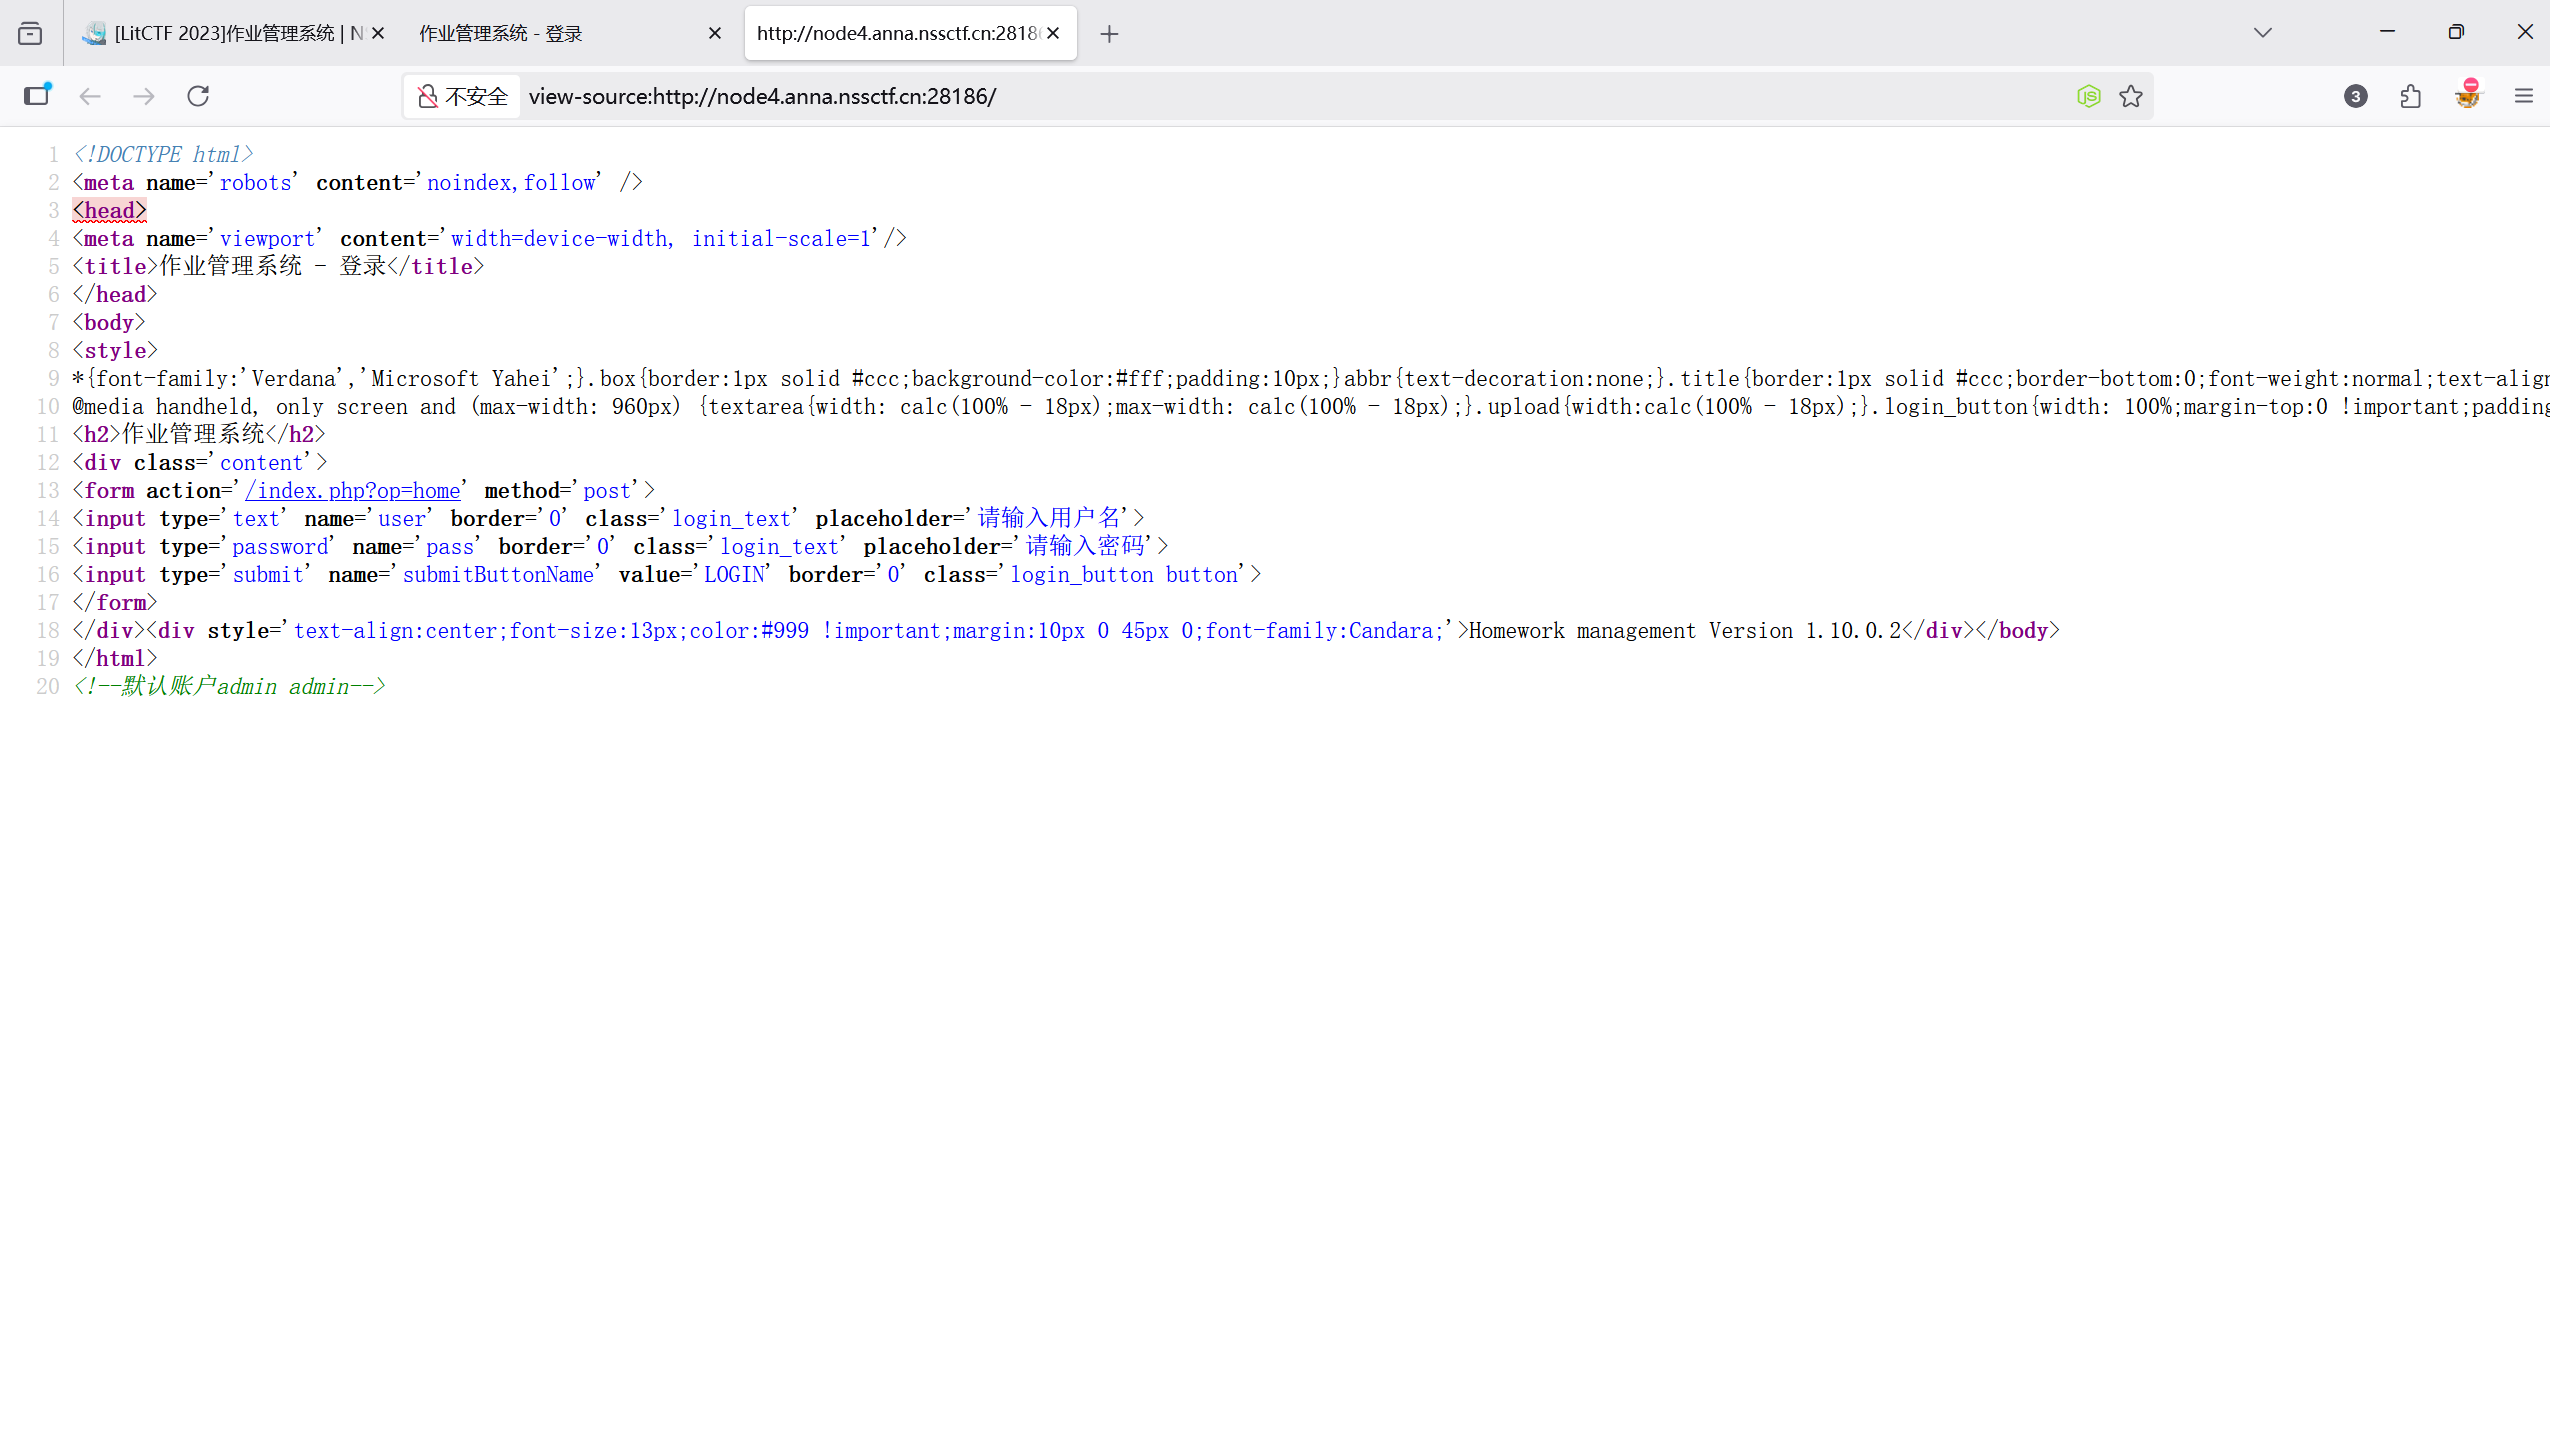 [LitCTF 2023]作业管理系统 | N
作业管理系统 - 登录
http://node4.anna.nssctf.cn:2818
不安全
view-source:http://node4.anna.nssctf.cn:28186/
3
1 <!DOCTYPE html>
2 <meta name='robots' content='noindex,follow' />
3 <head>
4 <meta name='viewport' content='width=device-width, initial-scale=1'/>
5 <title>作业管理系统 - 登录</title>
6 </head>
7 <body>
8 <style>
9 *{font-family:'Verdana','Microsoft Yahei';}.box{border:1px solid #ccc;background-color:#fff;padding:10px;}abbr{text-decoration:none;}.title{border:1px solid #ccc;border-bottom:0;font-weight:normal;text-align
10 @media handheld, only screen and (max-width: 960px) {textarea{width: calc(100% - 18px);max-width: calc(100% - 18px);}.upload{width:calc(100% - 18px);}.login_button{width: 100%;margin-top:0 !important;padding
11 <h2>作业管理系统</h2>
12 <div class='content'>
13 <form action='/index.php?op=home' method='post'>
14 <input type='text' name='user' border='0' class='login_text' placeholder='请输入用户名'>
15 <input type='password' name='pass' border='0' class='login_text' placeholder='请输入密码'>
16 <input type='submit' name='submitButtonName' value='LOGIN' border='0' class='login_button button'>
17 </form>
18 </div><div style='text-align:center;font-size:13px;color:#999 !important;margin:10px 0 45px 0;font-family:Candara;'>Homework management Version 1.10.0.2</div></body>
19 </html>
20 <!--默认账户admin admin-->